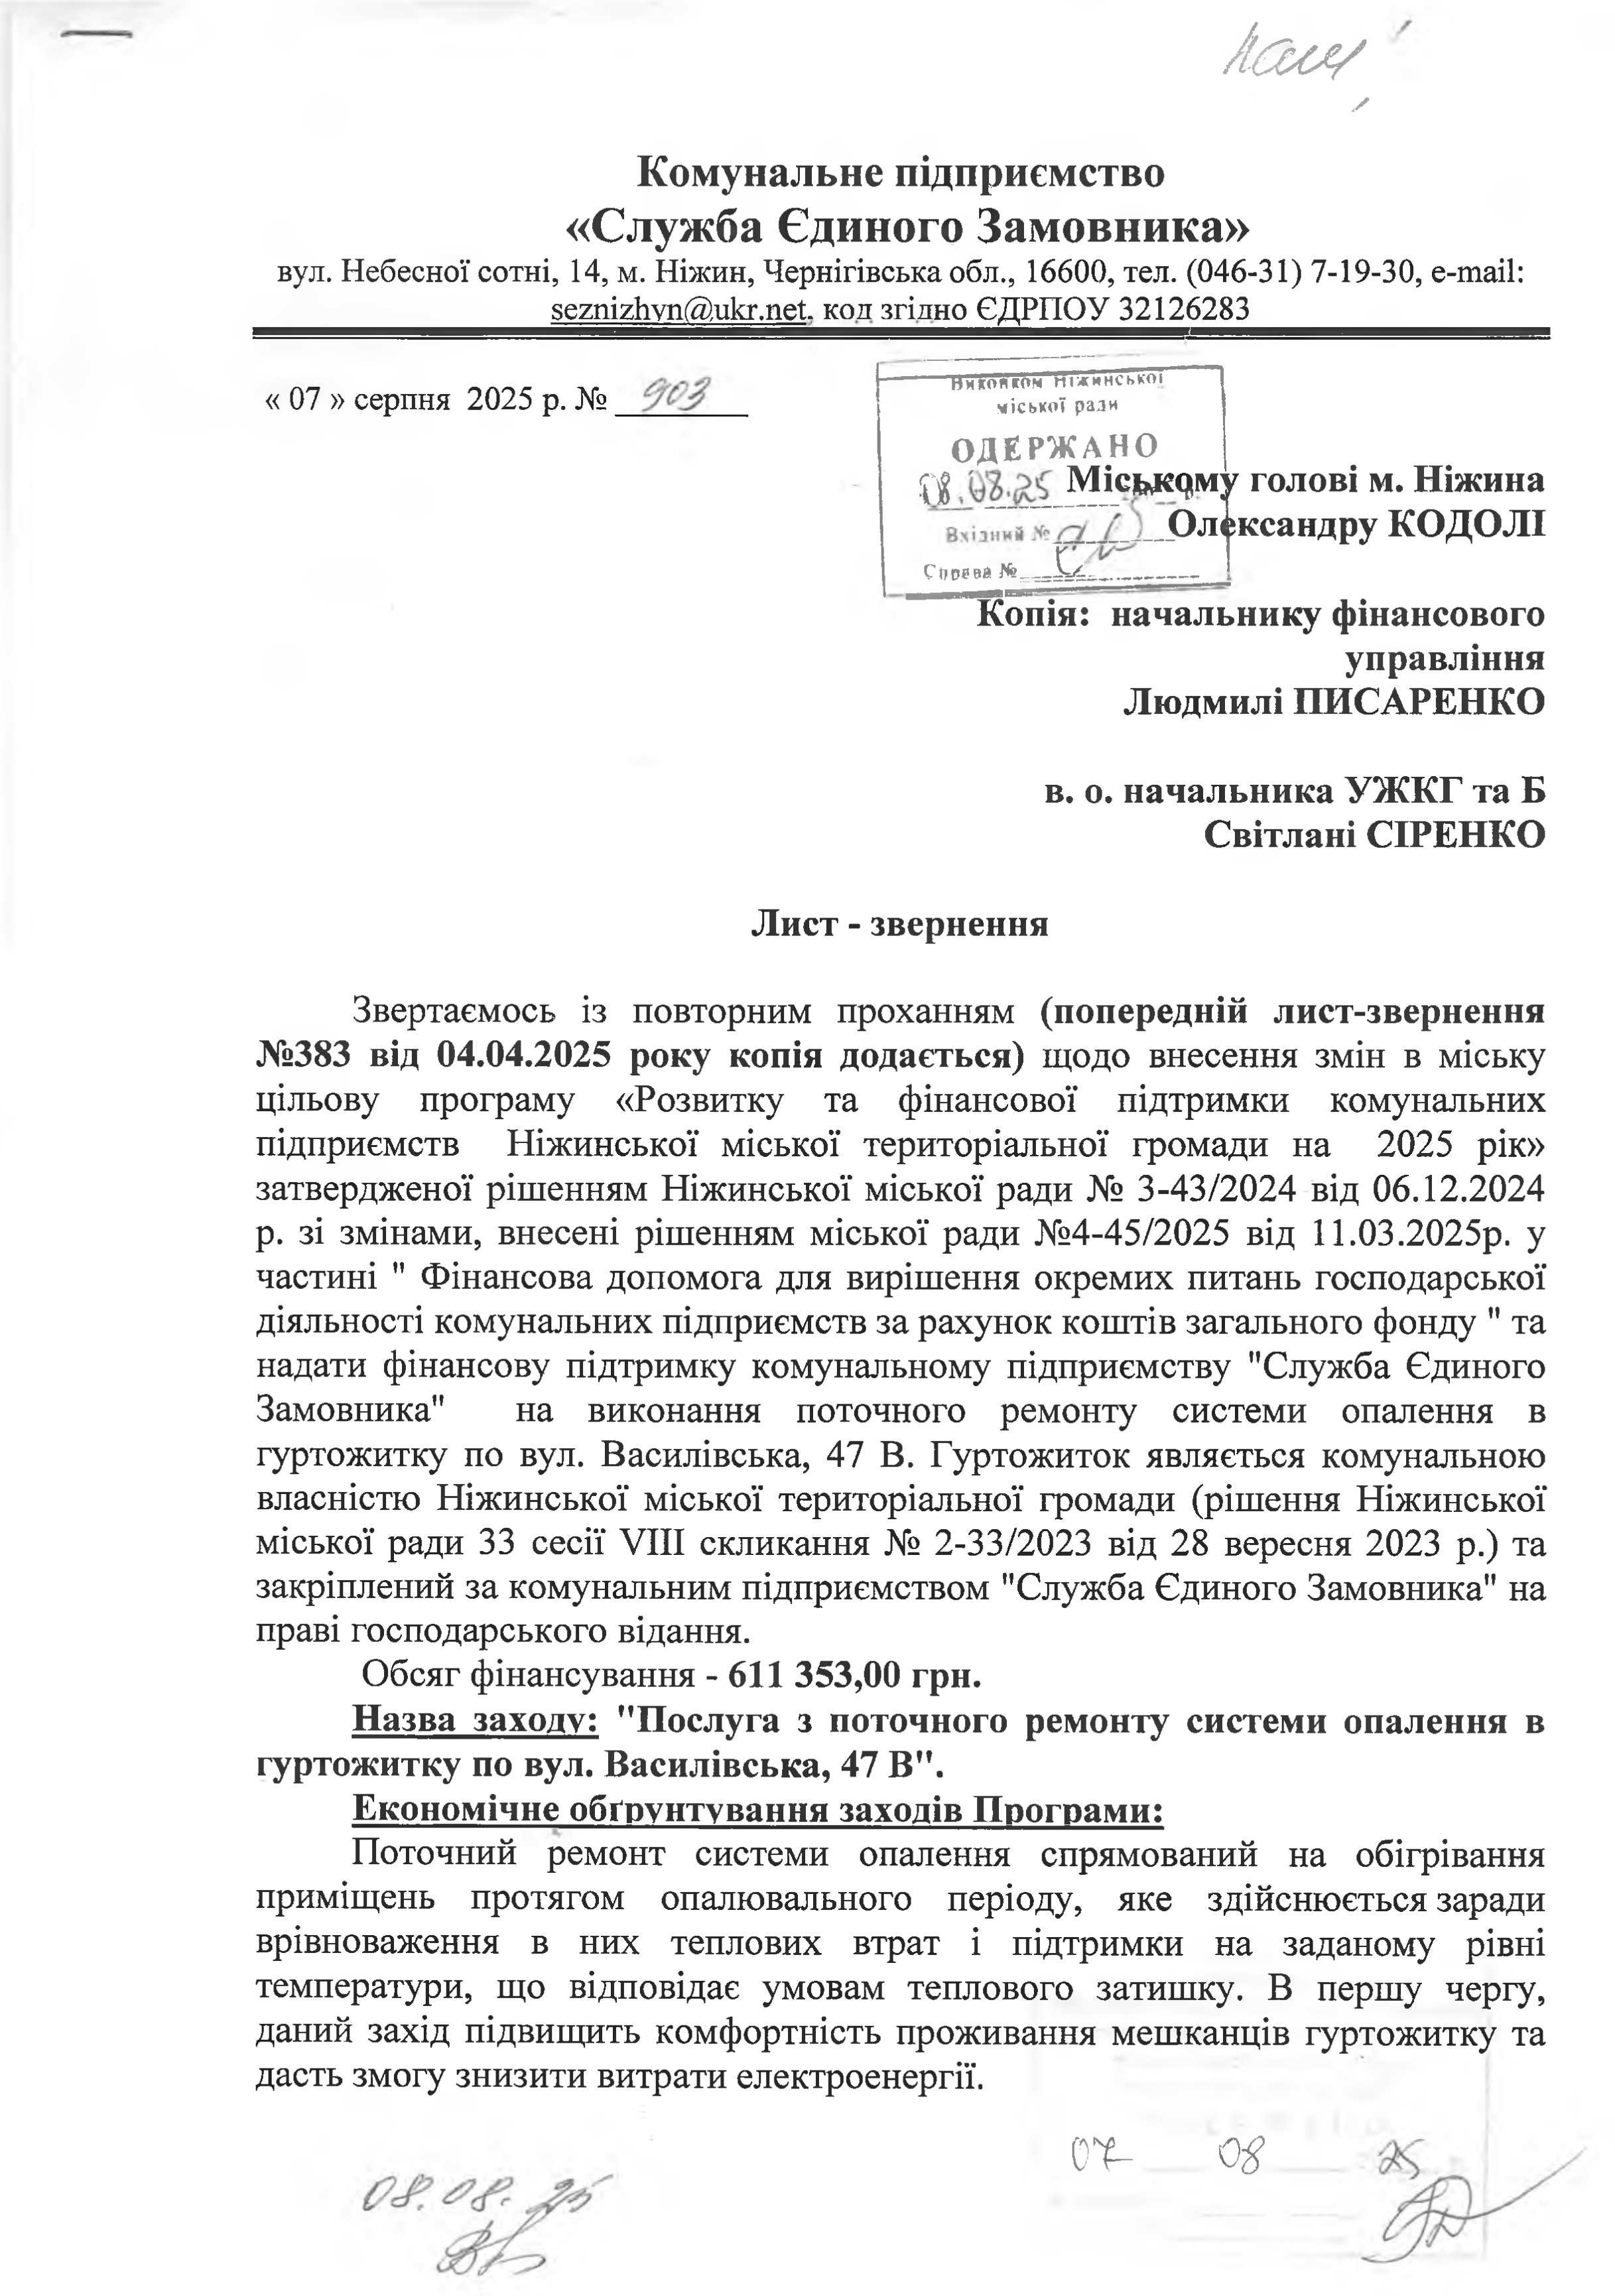 Комунальне підприємство
«Служба Єдиного Замовника»
вул. Небесної сотні, 14, м. Ніжин, Чернігівська обл., 16600, тел. (046-31) 7-19-30, e-mail:
seznizhyn@ukr.net, код згідно ЄДРПОУ 32126283
« 07 » серпня 2025 р. № 903
Виконком Ніжинської
міської ради
ОДЕРЖАНО
08.08.25
Вхідний №
Справа №
Міському голові м. Ніжина
Олександру КОДОЛІ
Копія: начальнику фінансового
управління
Людмилі ПИСАРЕНКО
в. о. начальника УЖКГ та Б
Світлані СІРЕНКО
Лист - звернення
Звертаємось із повторним проханням (попередній лист-звернення
№383 від 04.04.2025 року копія додається) щодо внесення змін в міську
цільову програму «Розвитку та фінансової підтримки комунальних
підприємств Ніжинської міської територіальної громади на 2025 рік»
затвердженої рішенням Ніжинської міської ради № 3-43/2024 від 06.12.2024
р. зі змінами, внесені рішенням міської ради №4-45/2025 від 11.03.2025р. у
частині " Фінансова допомога для вирішення окремих питань господарської
діяльності комунальних підприємств за рахунок коштів загального фонду " та
надати фінансову підтримку комунальному підприємству "Служба Єдиного
Замовника" на виконання поточного ремонту системи опалення в
гуртожитку по вул. Василівська, 47 В. Гуртожиток являється комунальною
власністю Ніжинської міської територіальної громади (рішення Ніжинської
міської ради 33 сесії VIII скликання № 2-33/2023 від 28 вересня 2023 р.) та
закріплений за комунальним підприємством "Служба Єдиного Замовника" на
праві господарського відання.
Обсяг фінансування - 611 353,00 грн.
Назва заходу: "Послуга з поточного ремонту системи опалення в
гуртожитку по вул. Василівська, 47 В".
Економічне обґрунтування заходів Програми:
Поточний ремонт системи опалення спрямований на обігрівання
приміщень протягом опалювального періоду, яке здійснюється заради
врівноваження в них теплових втрат і підтримки на заданому рівні
температури, що відповідає умовам теплового затишку. В першу чергу,
даний захід підвищить комфортність проживання мешканців гуртожитку та
дасть змогу знизити витрати електроенергії.
07 08 25
08.08.25